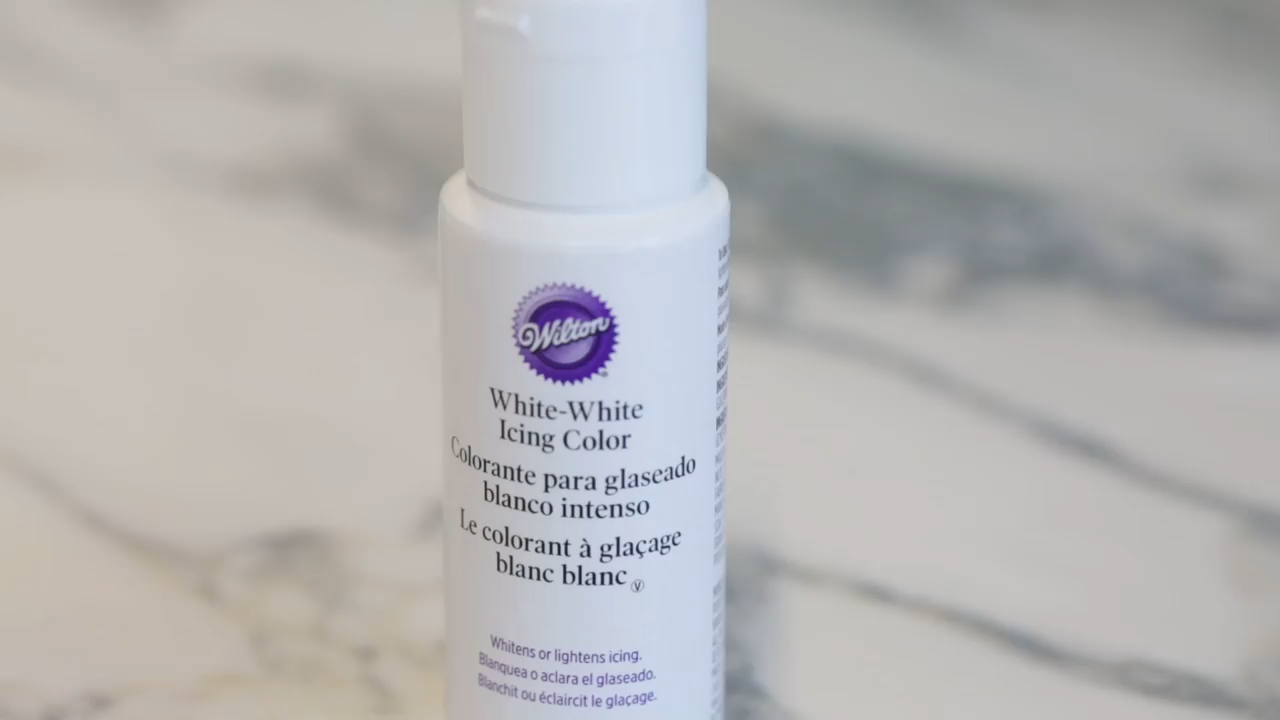 Wilton
White-White
Icing Color
Colorante para glaseado
blanco intenso
Le colorant à glaçage
blanc blanc Ⓥ
Whitens or lightens icing.
Blanquea o aclara el glaseado.
Blanchit ou éclaircit le glaçage.